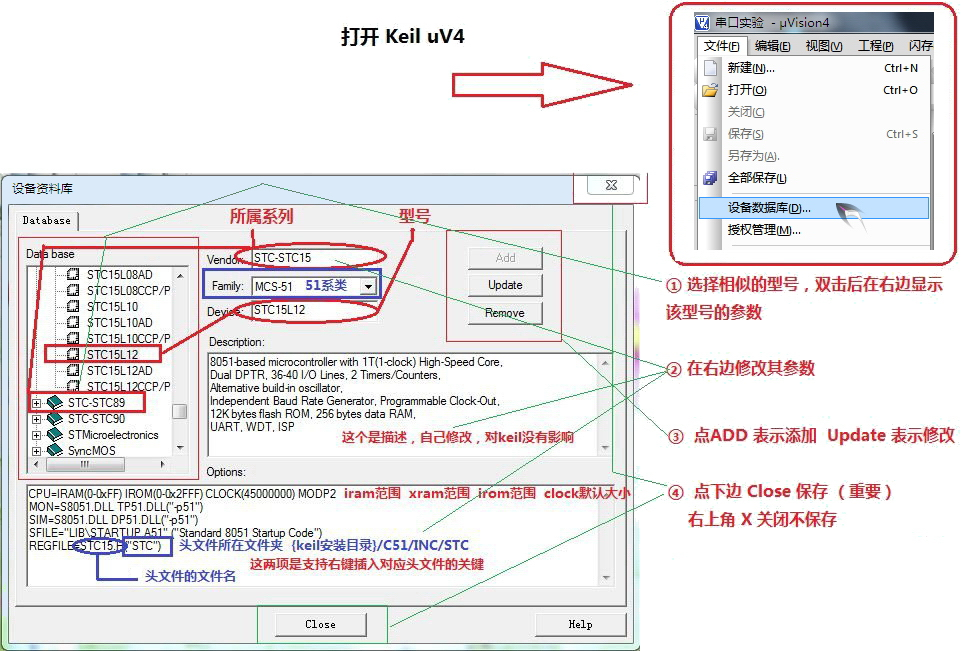 打开 Keil uV4
串口实验 - µVision4
文件(F) 编辑(E) 视图(V) 工程(P) 闪存
新建(N)... Ctrl+N
打开(O) Ctrl+O
关闭(C)
保存(S) Ctrl+S
另存为(A).
全部保存(L)
设备数据库(D)...
授权管理(M)...
设备资料库
Database
所属系列
型号
Data base
STC15L08AD
STC15L08CCP/P
STC15L10
STC15L10AD
STC15L10CCP/P
STC15L12
STC15L12AD
STC15L12CCP/P
STC-STC89
STC-STC90
STMicroelectronics
SyncMOS
Vendor: STC-STC15
Family: MCS-51 51系类
Device: STC15L12
Add
Update
Remove
Description:
8051-based microcontroller with 1T(1-clock) High-Speed Core,
Dual DPTR, 36-40 I/O Lines, 2 Timers/Counters,
Alternative build-in oscillator,
Independent Baud Rate Generator, Programmable Clock-Out,
12K bytes flash ROM, 256 bytes data RAM,
UART, WDT, ISP
这个是描述，自己修改，对keil没有影响
Options:
CPU=IRAM(0-0xFF) IROM(0-0x2FFF) CLOCK(45000000) MODP2 iram范围 xram范围 irom范围 clock默认大小
MON=S8051.DLL TP51.DLL("-p51")
SIM=S8051.DLL DP51.DLL("-p51")
SFILE="LIB\STARTUP.A51" ("Standard 8051 Startup Code")
REGFILE=STC15.H("STC") 头文件所在文件夹 {keil安装目录}/C51/INC/STC
这两项是支持右键插入对应头文件的关键
头文件的文件名
Close
Help
① 选择相似的型号，双击后在右边显示
该型号的参数
② 在右边修改其参数
③ 点ADD 表示添加 Update 表示修改
④ 点下边 Close 保存 （重要）
右上角 X 关闭不保存